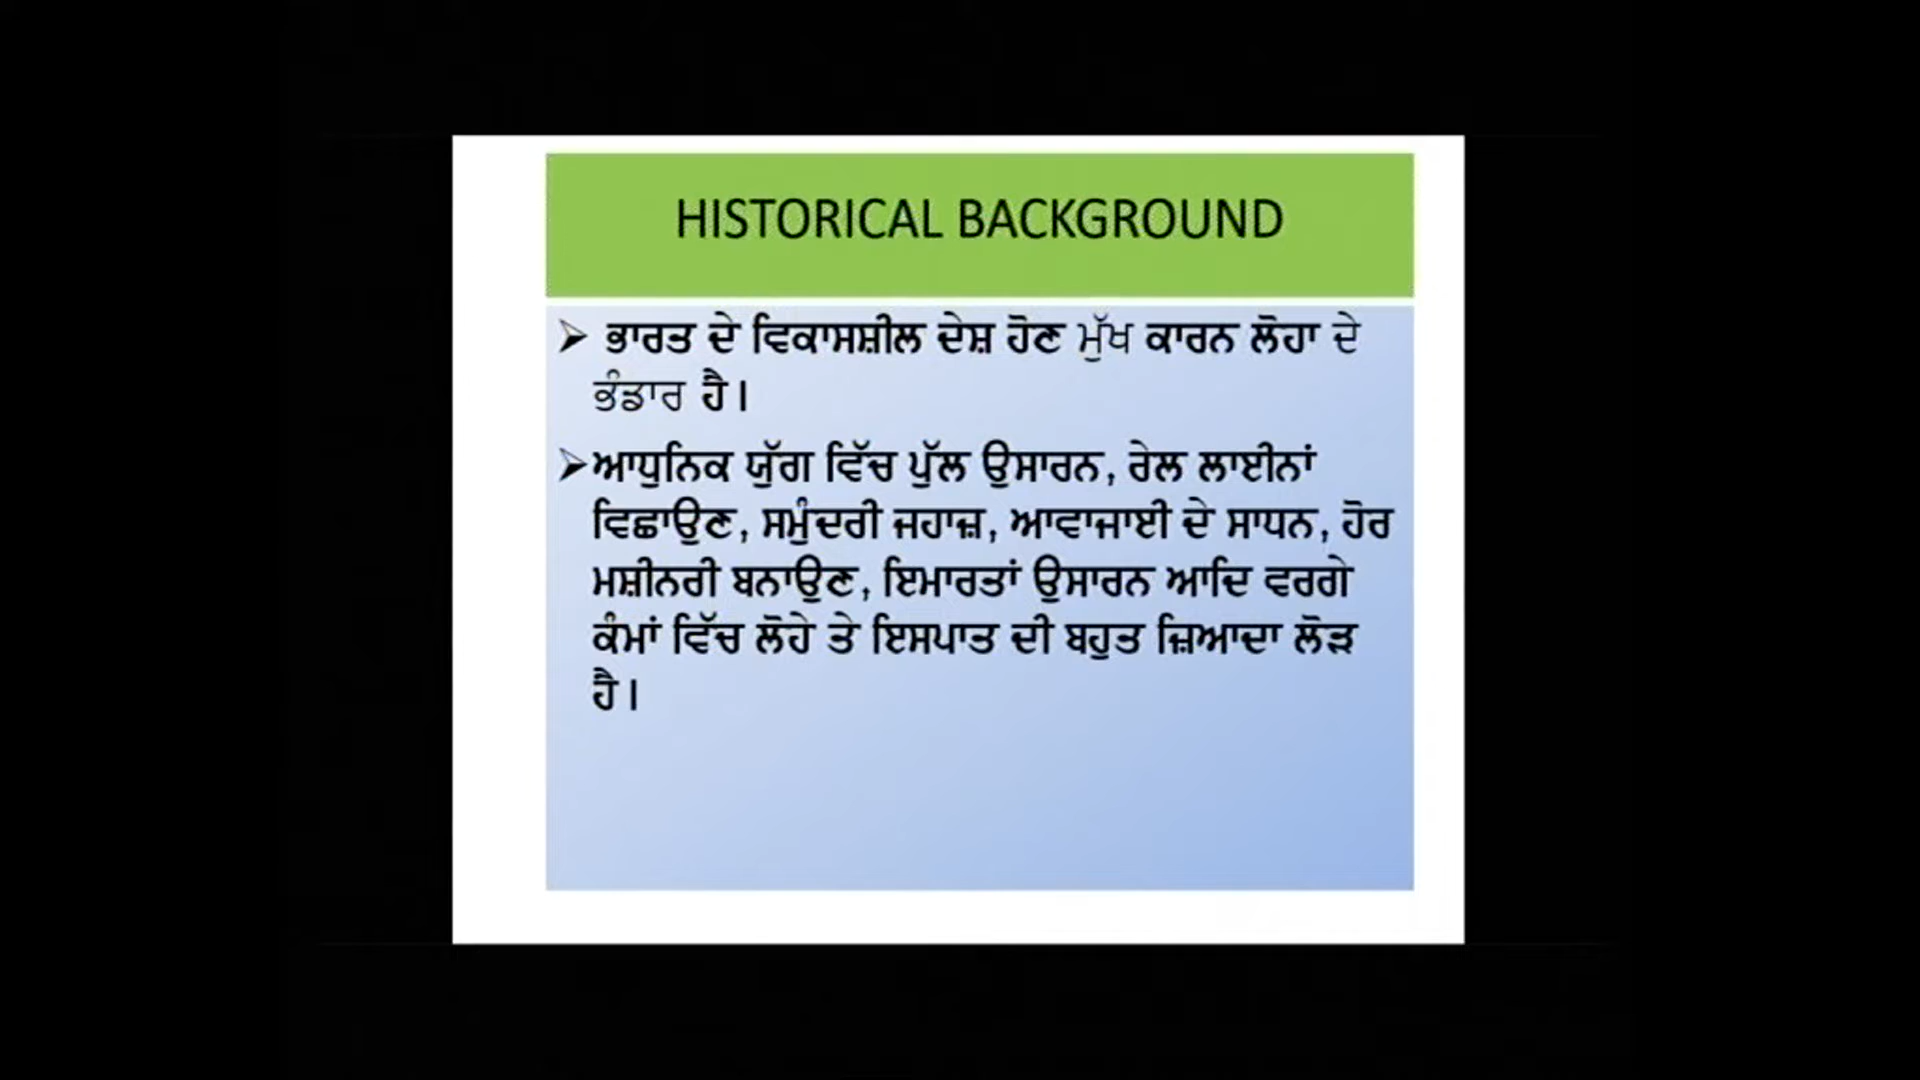 HISTORICAL BACKGROUND
➢ ਭਾਰਤ ਦੇ ਵਿਕਾਸਸ਼ੀਲ ਦੇਸ਼ ਹੋਣ ਮੁੱਖ ਕਾਰਨ ਲੋਹਾ ਦੇ
ਭੰਡਾਰ ਹੈ।
➢ਆਧੁਨਿਕ ਯੁੱਗ ਵਿੱਚ ਪੁੱਲ ਉਸਾਰਨ, ਰੇਲ ਲਾਈਨਾਂ
ਵਿਛਾਉਣ, ਸਮੁੰਦਰੀ ਜਹਾਜ਼, ਆਵਾਜਾਈ ਦੇ ਸਾਧਨ, ਹੋਰ
ਮਸ਼ੀਨਰੀ ਬਨਾਉਣ, ਇਮਾਰਤਾਂ ਉਸਾਰਨ ਆਦਿ ਵਰਗੇ
ਕੰਮਾਂ ਵਿੱਚ ਲੋਹੇ ਤੇ ਇਸਪਾਤ ਦੀ ਬਹੁਤ ਜ਼ਿਆਦਾ ਲੋੜ
ਹੈ।